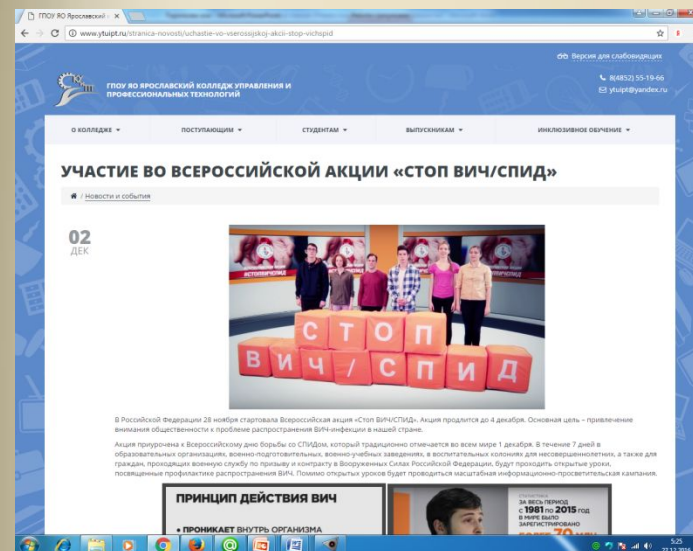 ГПОУ ЯО Ярославский
www.ytuipt.ru/stranica-novosti/uchastie-vo-vserossijskoj-akcii-stop-vichspid
Версия для слабовидящих
ГПОУ ЯО ЯРОСЛАВСКИЙ КОЛЛЕДЖ УПРАВЛЕНИЯ И
ПРОФЕССИОНАЛЬНЫХ ТЕХНОЛОГИЙ
8(4852) 55-19-66
ytuipt@yandex.ru
О КОЛЛЕДЖЕ
ПОСТУПАЮЩИМ
СТУДЕНТАМ
ВЫПУСКНИКАМ
ИНКЛЮЗИВНОЕ ОБУЧЕНИЕ
УЧАСТИЕ ВО ВСЕРОССИЙСКОЙ АКЦИИ «СТОП ВИЧ/СПИД»
/ Новости и события
02
ДЕК
#СТОПВИЧСПИД
СТОП
ВИЧ/СПИД
В Российской Федерации 28 ноября стартовала Всероссийская акция «Стоп ВИЧ/СПИД». Акция продлится до 4 декабря. Основная цель – привлечение
внимания общественности к проблеме распространения ВИЧ-инфекции в нашей стране.
Акция приурочена к Всероссийскому дню борьбы со СПИДом, который традиционно отмечается во всем мире 1 декабря. В течение 7 дней в
образовательных организациях, военно-подготовительных, военно-учебных заведениях, в воспитательных колониях для несовершеннолетних, а также для
граждан, проходящих военную службу по призыву и контракту в Вооруженных Силах Российской Федерации, будут проходить открытые уроки,
посвященные профилактике распространения ВИЧ. Помимо открытых уроков будет проводиться масштабная информационно-просветительская кампания.
ПРИНЦИП ДЕЙСТВИЯ ВИЧ
• ПРОНИКАЕТ ВНУТРЬ ОРГАНИЗМА
СТАТИСТИКА
ЗА ВЕСЬ ПЕРИОД
с 1981 по 2015 год
В МИРЕ БЫЛО
ЗАРЕГИСТРИРОВАНО
БОЛЕЕ 70 МЛН
5:25